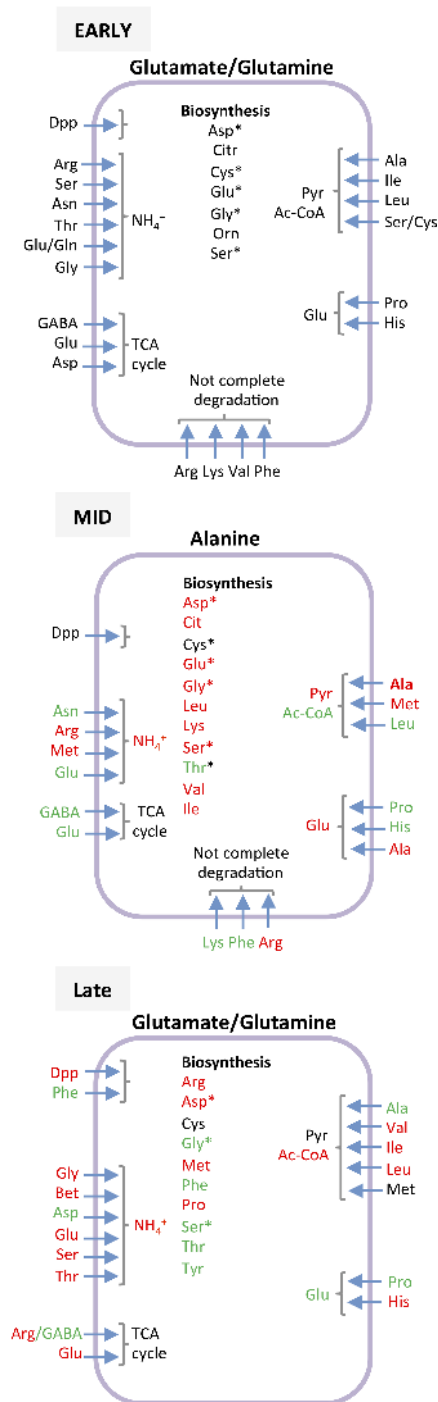 EARLY
Glutamate/Glutamine
Biosynthesis
Asp*
Citr
Cys*
Glu*
Gly*
Orn
Ser*
Dpp
Arg
Ser
Asn
Thr
Glu/Gln
Gly
NH₄⁻
GABA
Glu
Asp
TCA
cycle
Pyr
Ac-CoA
Ala
Ile
Leu
Ser/Cys
Glu
Pro
His
Not complete
degradation
Arg Lys Val Phe
MID
Alanine
Biosynthesis
Asp*
Cit
Cys*
Glu*
Gly*
Leu
Lys
Ser*
Thr*
Val
Ile
Dpp
Asn
Arg
Met
Glu
NH₄⁺
GABA
Glu
TCA
cycle
Pyr
Ac-CoA
Ala
Met
Leu
Glu
Pro
His
Ala
Not complete
degradation
Lys Phe Arg
Late
Glutamate/Glutamine
Biosynthesis
Arg
Asp*
Cys
Gly*
Met
Phe
Pro
Ser*
Thr
Tyr
Dpp
Phe
Gly
Bet
Asp
Glu
Ser
Thr
NH₄⁺
Arg/GABA
Glu
TCA
cycle
Pyr
Ac-CoA
Ala
Val
Ile
Leu
Met
Glu
Pro
His